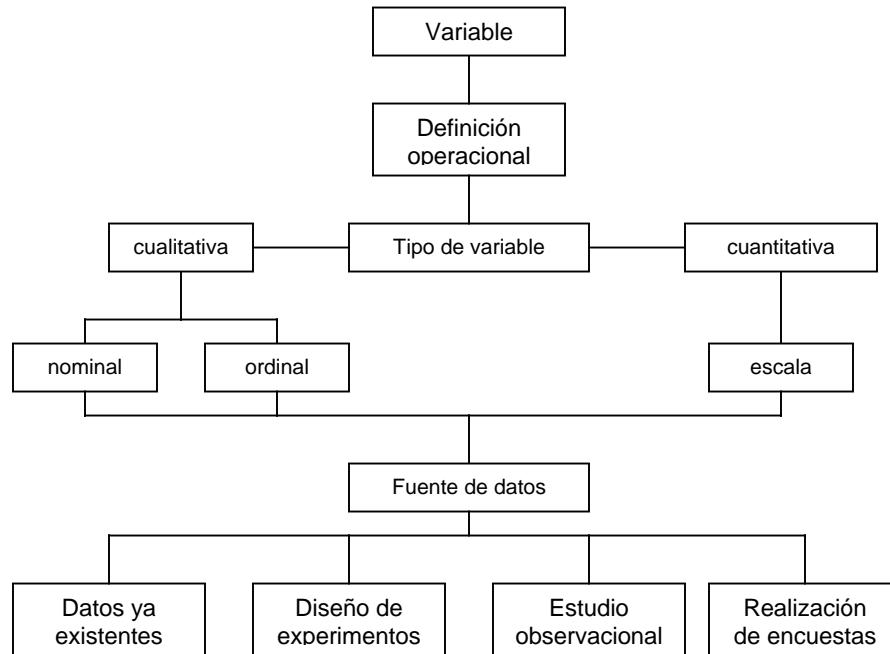 Variable
Definición
operacional
cualitativa
Tipo de variable
cuantitativa
nominal
ordinal
escala
Fuente de datos
Datos ya
existentes
Diseño de
experimentos
Estudio
observacional
Realización
de encuestas